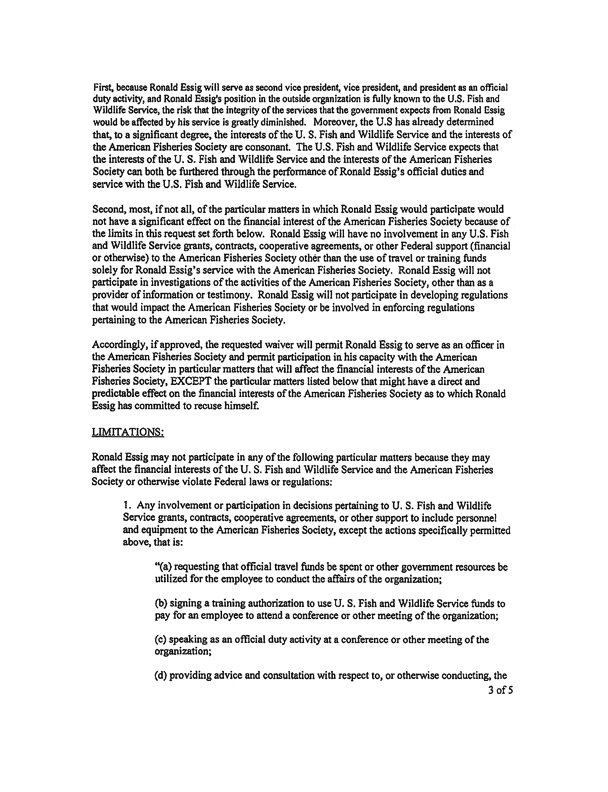 First, because Ronald Essig will serve as second vice president, vice president, and president as an official
duty activity, and Ronald Essig's position in the outside organization is fully known to the U.S. Fish and
Wildlife Service, the risk that the integrity of the services that the government expects from Ronald Essig
would be affected by his service is greatly diminished. Moreover, the U.S has already determined
that, to a significant degree, the interests of the U. S. Fish and Wildlife Service and the interests of
the American Fisheries Society are consonant. The U.S. Fish and Wildlife Service expects that
the interests of the U. S. Fish and Wildlife Service and the interests of the American Fisheries
Society can both be furthered through the performance of Ronald Essig's official duties and
service with the U.S. Fish and Wildlife Service.
Second, most, if not all, of the particular matters in which Ronald Essig would participate would
not have a significant effect on the financial interest of the American Fisheries Society because of
the limits in this request set forth below. Ronald Essig will have no involvement in any U.S. Fish
and Wildlife Service grants, contracts, cooperative agreements, or other Federal support (financial
or otherwise) to the American Fisheries Society other than the use of travel or training funds
solely for Ronald Essig's service with the American Fisheries Society. Ronald Essig will not
participate in investigations of the activities of the American Fisheries Society, other than as a
provider of information or testimony. Ronald Essig will not participate in developing regulations
that would impact the American Fisheries Society or be involved in enforcing regulations
pertaining to the American Fisheries Society.
Accordingly, if approved, the requested waiver will permit Ronald Essig to serve as an officer in
the American Fisheries Society and permit participation in his capacity with the American
Fisheries Society in particular matters that will affect the financial interests of the American
Fisheries Society, EXCEPT the particular matters listed below that might have a direct and
predictable effect on the financial interests of the American Fisheries Society as to which Ronald
Essig has committed to recuse himself.
LIMITATIONS:
Ronald Essig may not participate in any of the following particular matters because they may
affect the financial interests of the U. S. Fish and Wildlife Service and the American Fisheries
Society or otherwise violate Federal laws or regulations:
1. Any involvement or participation in decisions pertaining to U. S. Fish and Wildlife
Service grants, contracts, cooperative agreements, or other support to include personnel
and equipment to the American Fisheries Society, except the actions specifically permitted
above, that is:
"(a) requesting that official travel funds be spent or other government resources be
utilized for the employee to conduct the affairs of the organization;
(b) signing a training authorization to use U. S. Fish and Wildlife Service funds to
pay for an employee to attend a conference or other meeting of the organization;
(c) speaking as an official duty activity at a conference or other meeting of the
organization;
(d) providing advice and consultation with respect to, or otherwise conducting, the
3 of 5